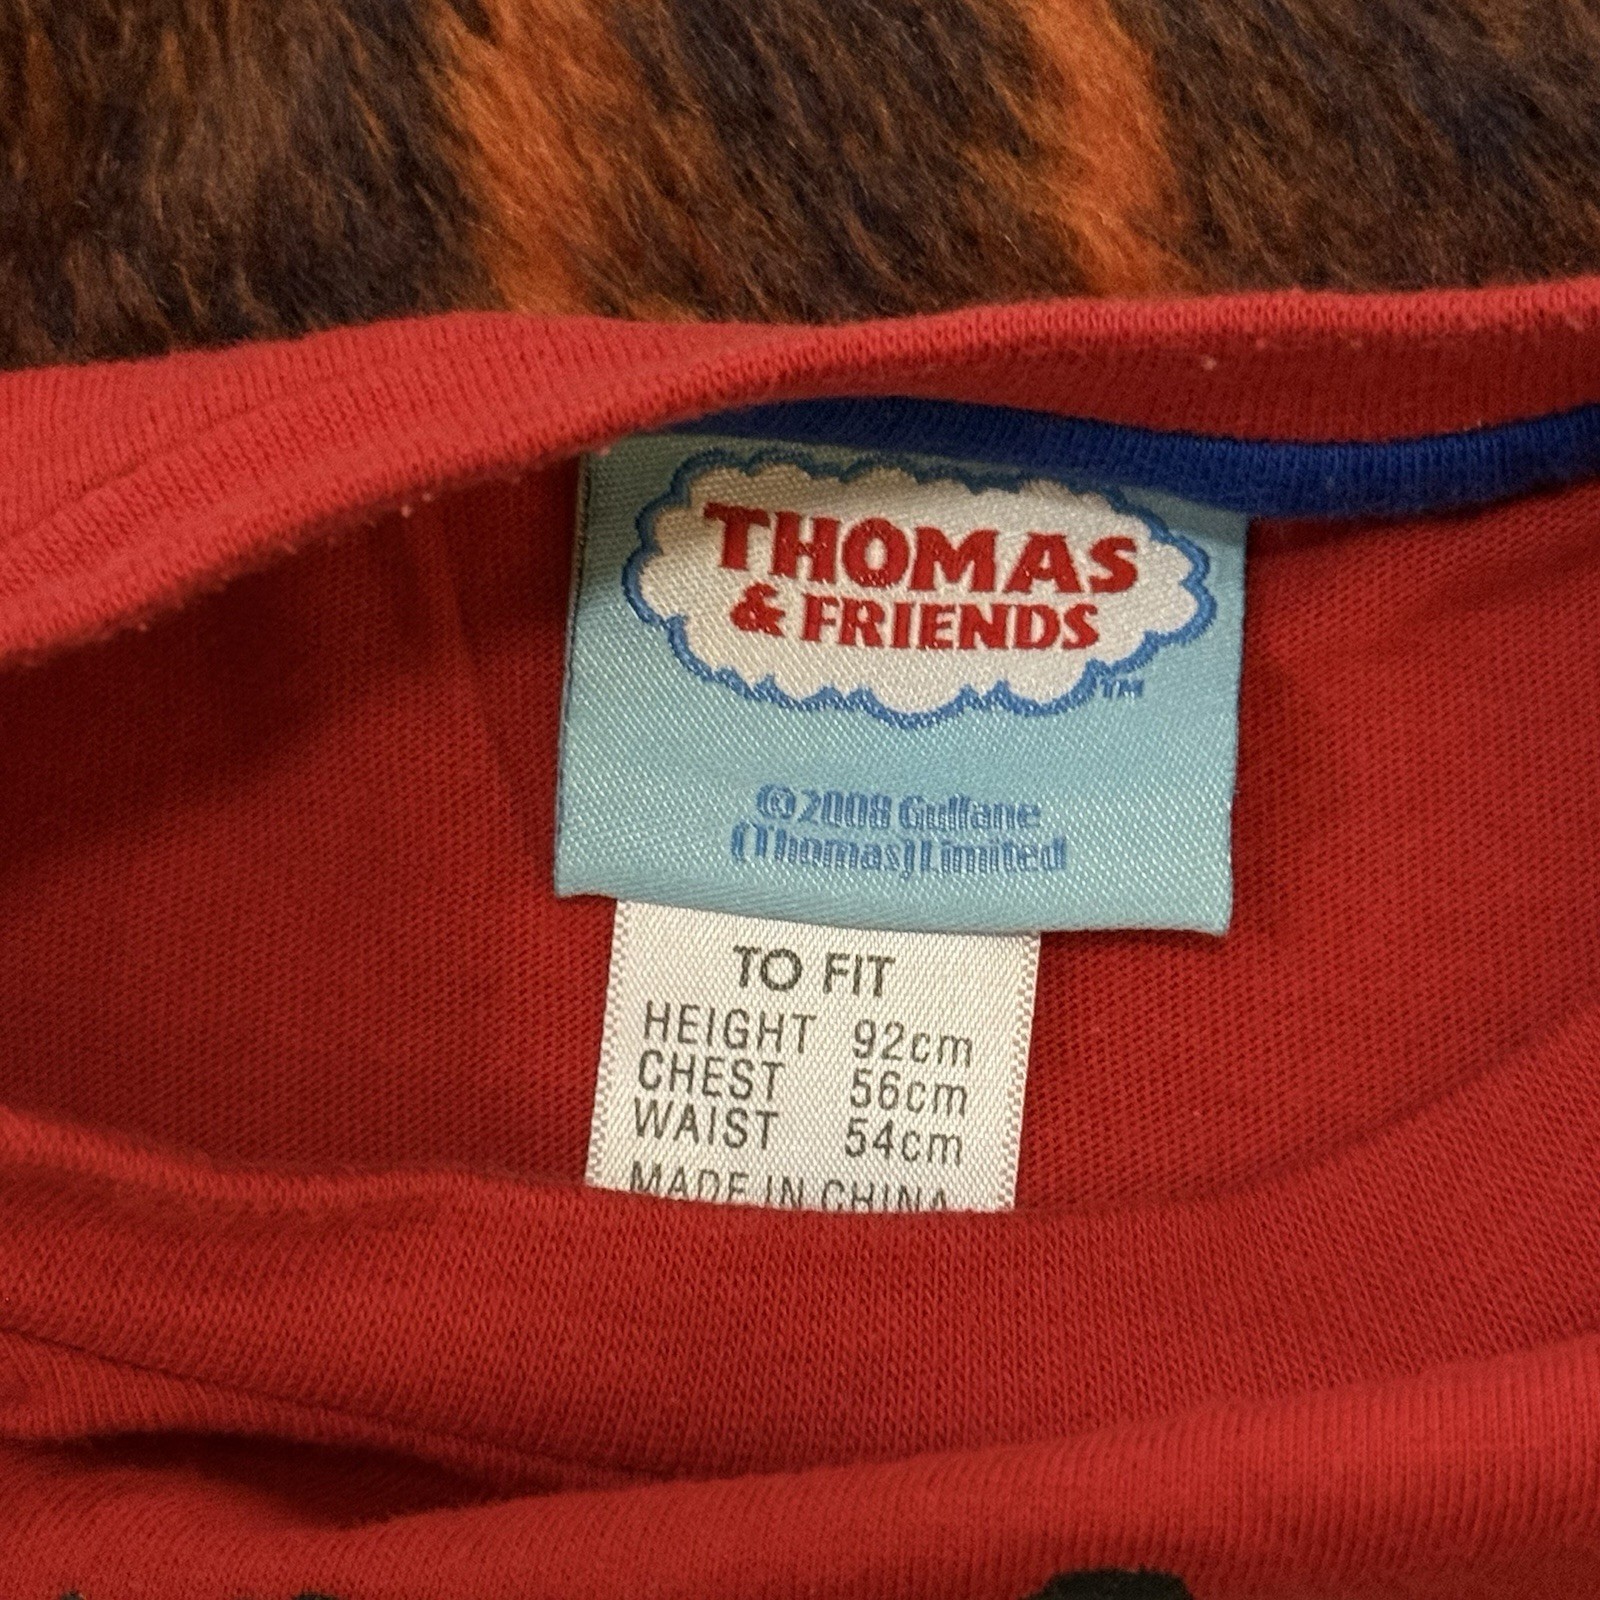 THOMAS
& FRIENDS
™
©2008 Gullane
(Thomas) Limited
TO FIT
HEIGHT 92cm
CHEST 56cm
WAIST 54cm
MADE IN CHINA